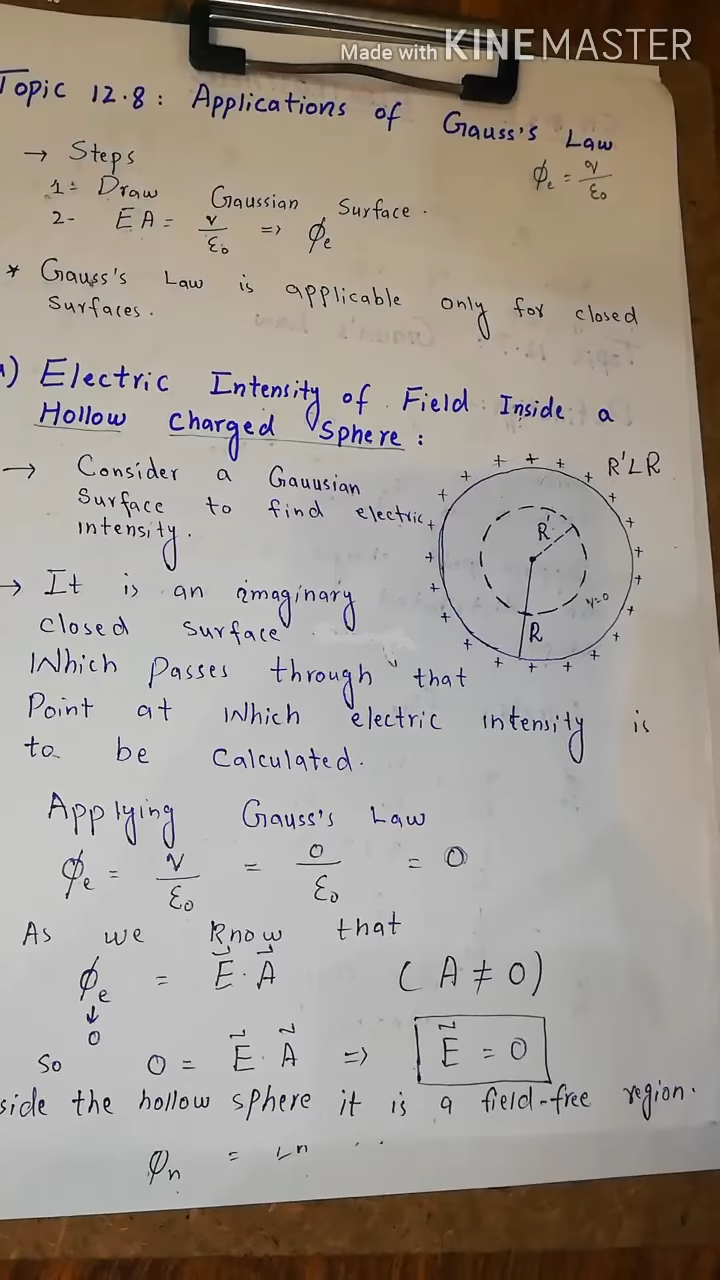 Made with KINEMASTER
Topic 12.8: Applications of Gauss's Law
→ Steps
ϕe = q/ε0
1= Draw Gaussian Surface.
2- EA = q/ε0 => ϕe
* Gauss's Law is applicable only for closed
Surfaces.
) Electric Intensity of Field Inside a
Hollow Charged Sphere:
→ Consider a Gauusian
Surface to find electric
intensity.
R'∠R
R'
q=0
R
→ It is an imaginary
closed surface
Which passes through that
Point at which electric intensity is
to be calculated.
Applying Gauss's Law
ϕe = q/ε0 = 0/ε0 = 0
As we Know that
ϕe = E⃗ . A⃗ (A ≠ 0)
↓
0
So 0 = E⃗ . A⃗ => E⃗ = 0
side the hollow sphere it is a field-free region.